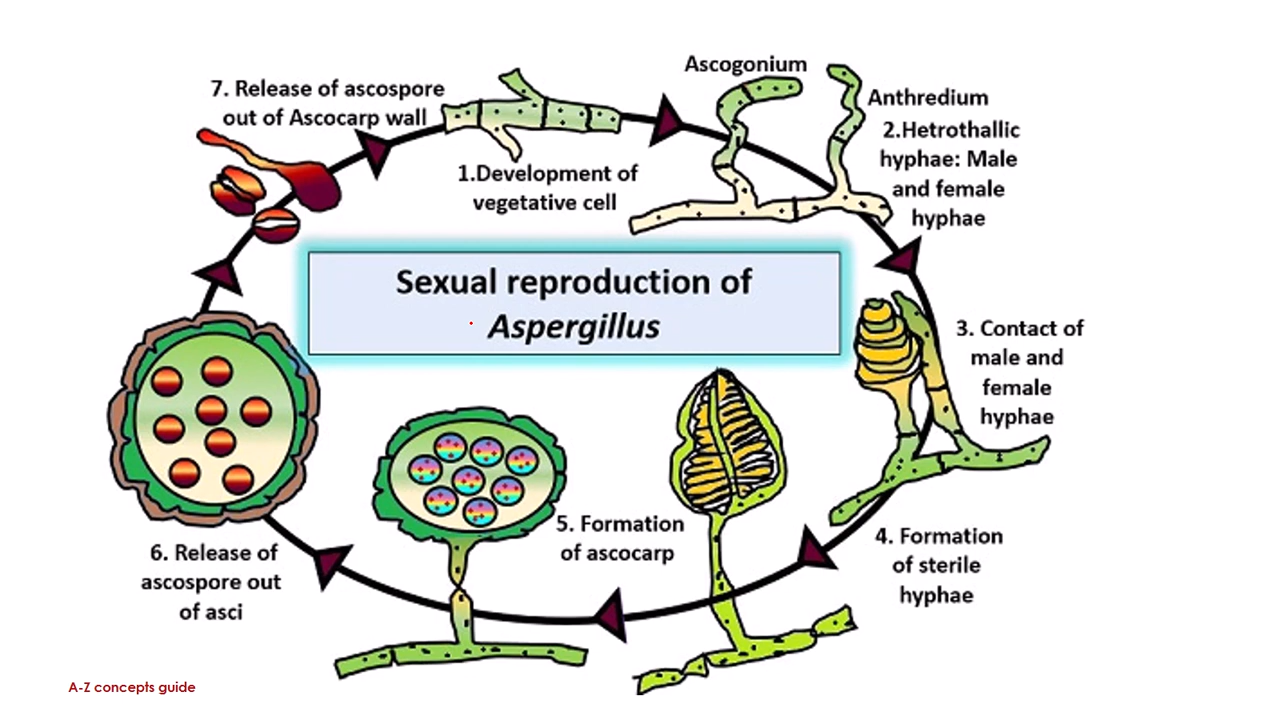 Sexual reproduction of
Aspergillus
1.Development of
vegetative cell
Ascogonium
Anthredium
2.Hetrothallic
hyphae: Male
and female
hyphae
3. Contact of
male and
female
hyphae
4. Formation
of sterile
hyphae
5. Formation
of ascocarp
6. Release of
ascospore out
of asci
7. Release of ascospore
out of Ascocarp wall
A-Z concepts guide